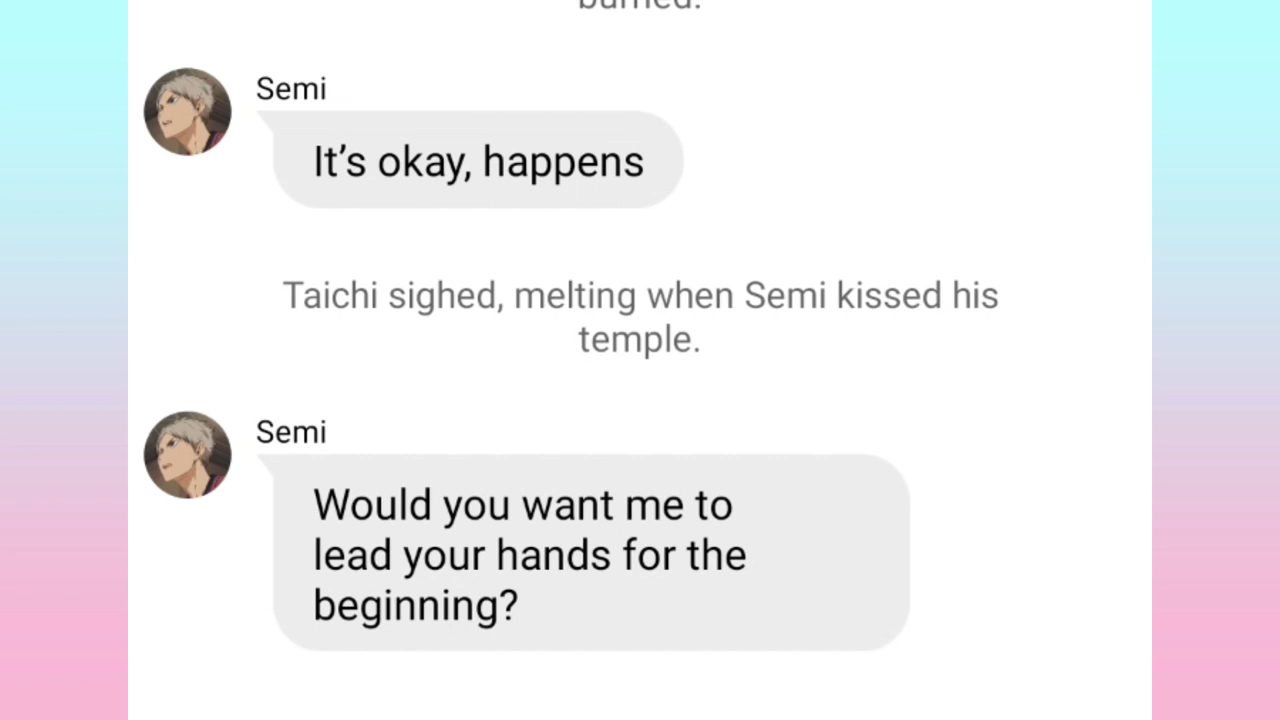 burned.
Semi
It’s okay, happens
Taichi sighed, melting when Semi kissed his
temple.
Semi
Would you want me to
lead your hands for the
beginning?